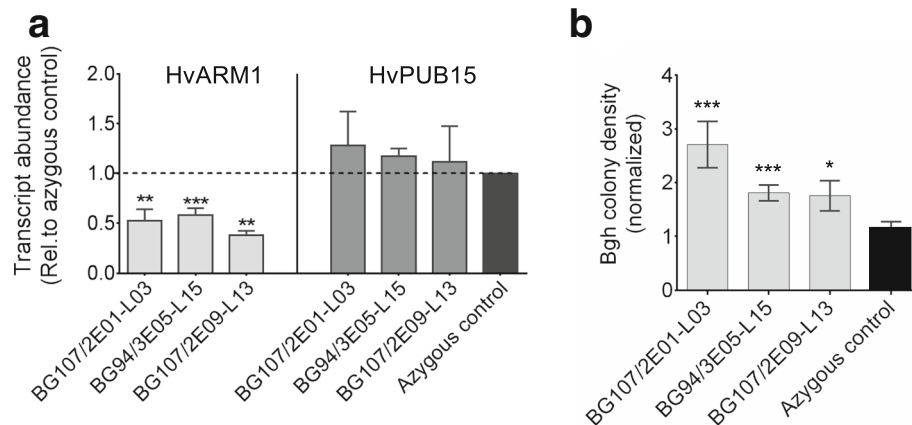 a
HvARM1
HvPUB15
Transcript abundance
(Rel.to azygous control)
2.0
1.5
1.0
0.5
0.0
**
***
**
BG107/2E01-L03
BG94/3E05-L15
BG107/2E09-L13
BG107/2E01-L03
BG94/3E05-L15
BG107/2E09-L13
Azygous control
b
Bgh colony density
(normalized)
4
3
2
1
0
***
***
*
BG107/2E01-L03
BG94/3E05-L15
BG107/2E09-L13
Azygous control